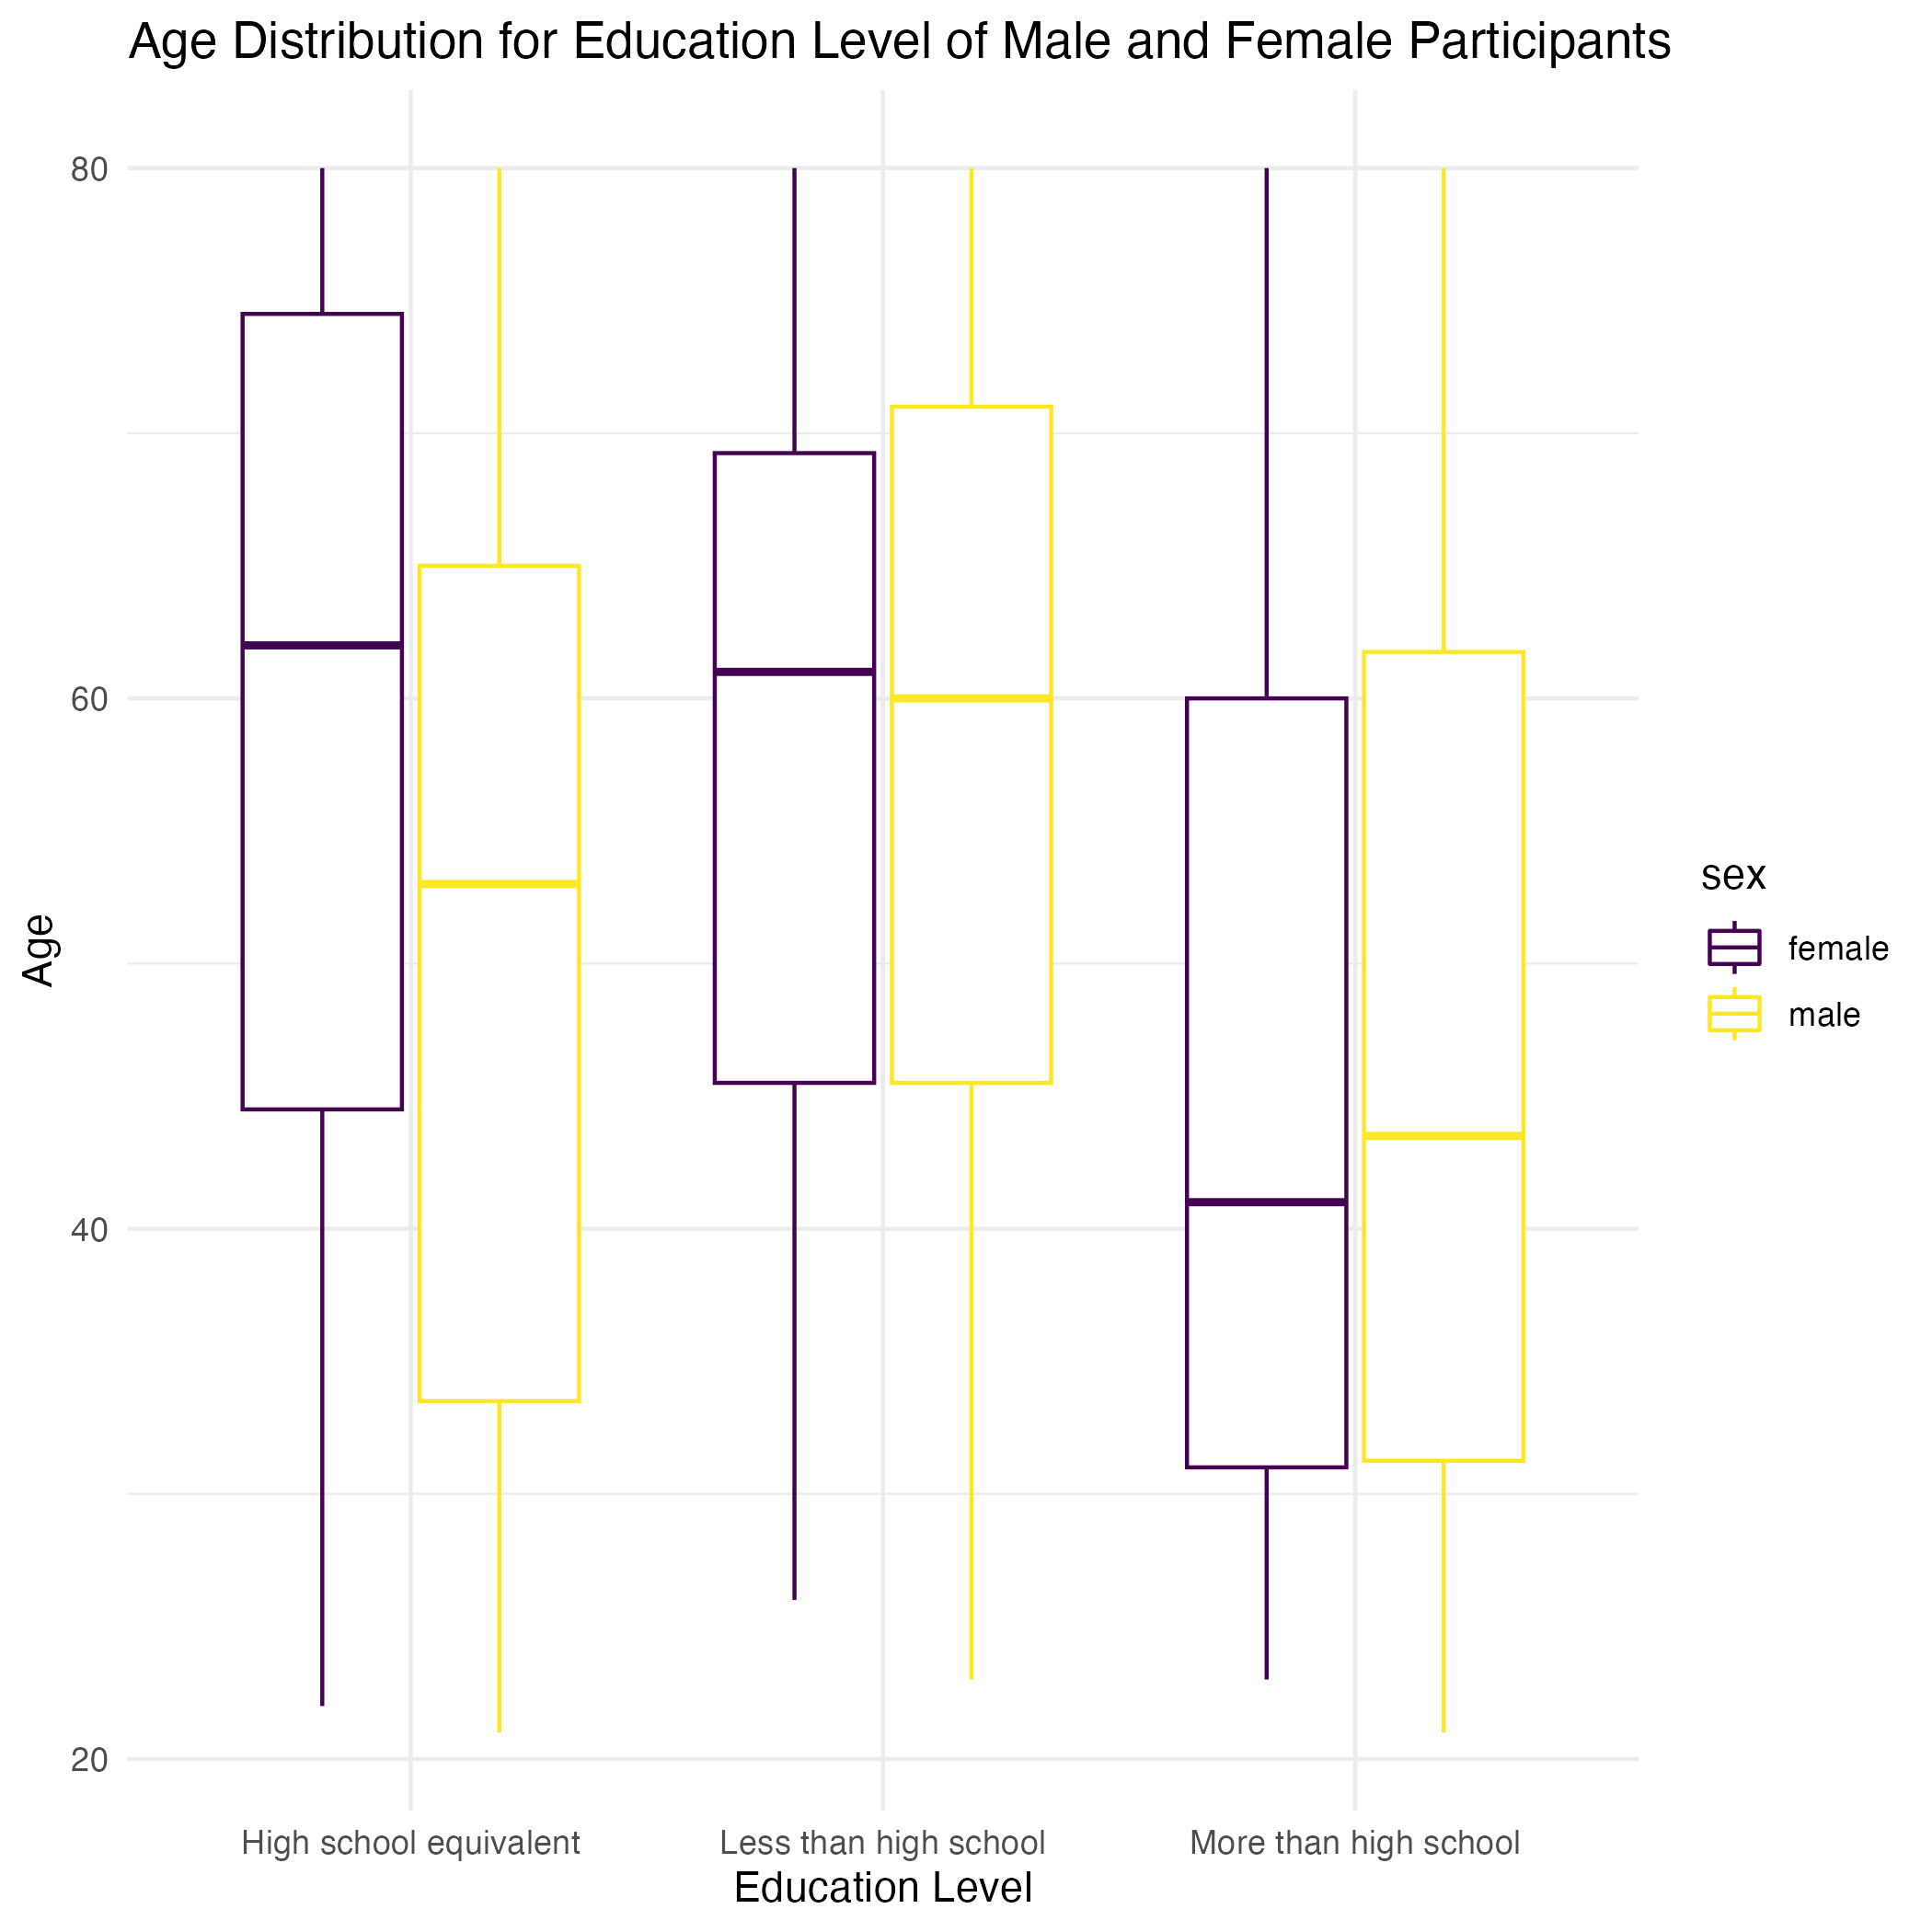 Age Distribution for Education Level of Male and Female Participants
80
60
40
20
Age
High school equivalent
Less than high school
More than high school
Education Level
sex
female
male